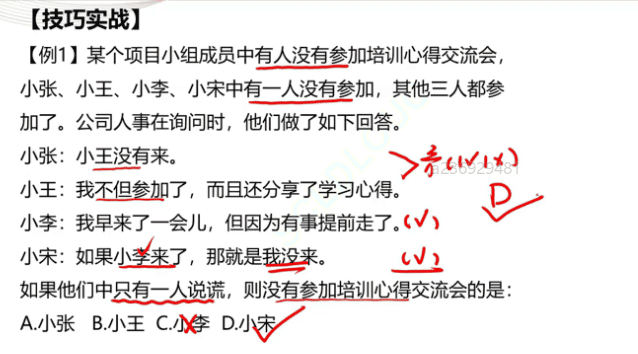 【技巧实战】
【例1】某个项目小组成员中有人没有参加培训心得交流会，
小张、小王、小李、小宋中有一人没有参加，其他三人都参
加了。公司人事在询问时，他们做了如下回答。
小张：小王没有来。
a236929481
小王：我不但参加了，而且还分享了学习心得。
D
小李：我早来了一会儿，但因为有事提前走了。(√)
小宋：如果小李来了，那就是我没来。(√)
如果他们中只有一人说谎，则没有参加培训心得交流会的是：
A.小张 B.小王 C.小李 D.小宋